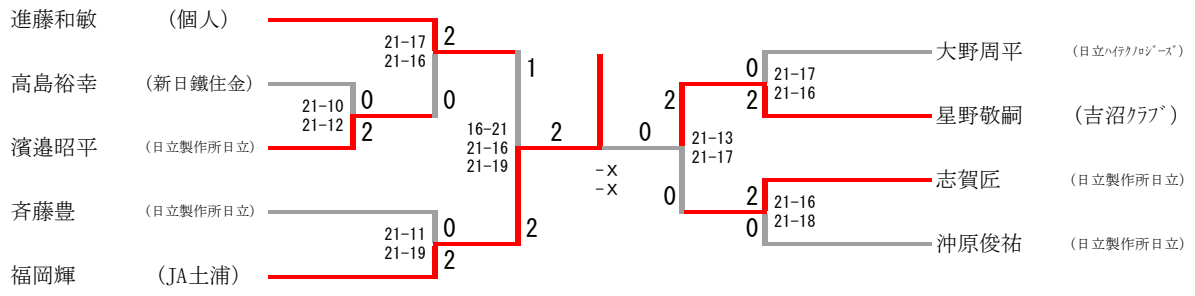 進藤和敏 (個人)
高島裕幸 (新日鐵住金)
濱邉昭平 (日立製作所日立)
斉藤豊 (日立製作所日立)
福岡輝 (JA土浦)
21-17
21-16
2
0
21-10
21-12
0
2
21-11
21-19
0
2
1
16-21
21-16
21-19
2
2
0
-X
-X
2
21-13
21-17
0
0
21-17
21-16
2
2
21-16
21-18
0
大野周平 (日立ﾊｲﾃｸﾉﾛｼﾞｰｽﾞ)
星野敬嗣 (吉沼ｸﾗﾌﾞ)
志賀匠 (日立製作所日立)
沖原俊祐 (日立製作所日立)